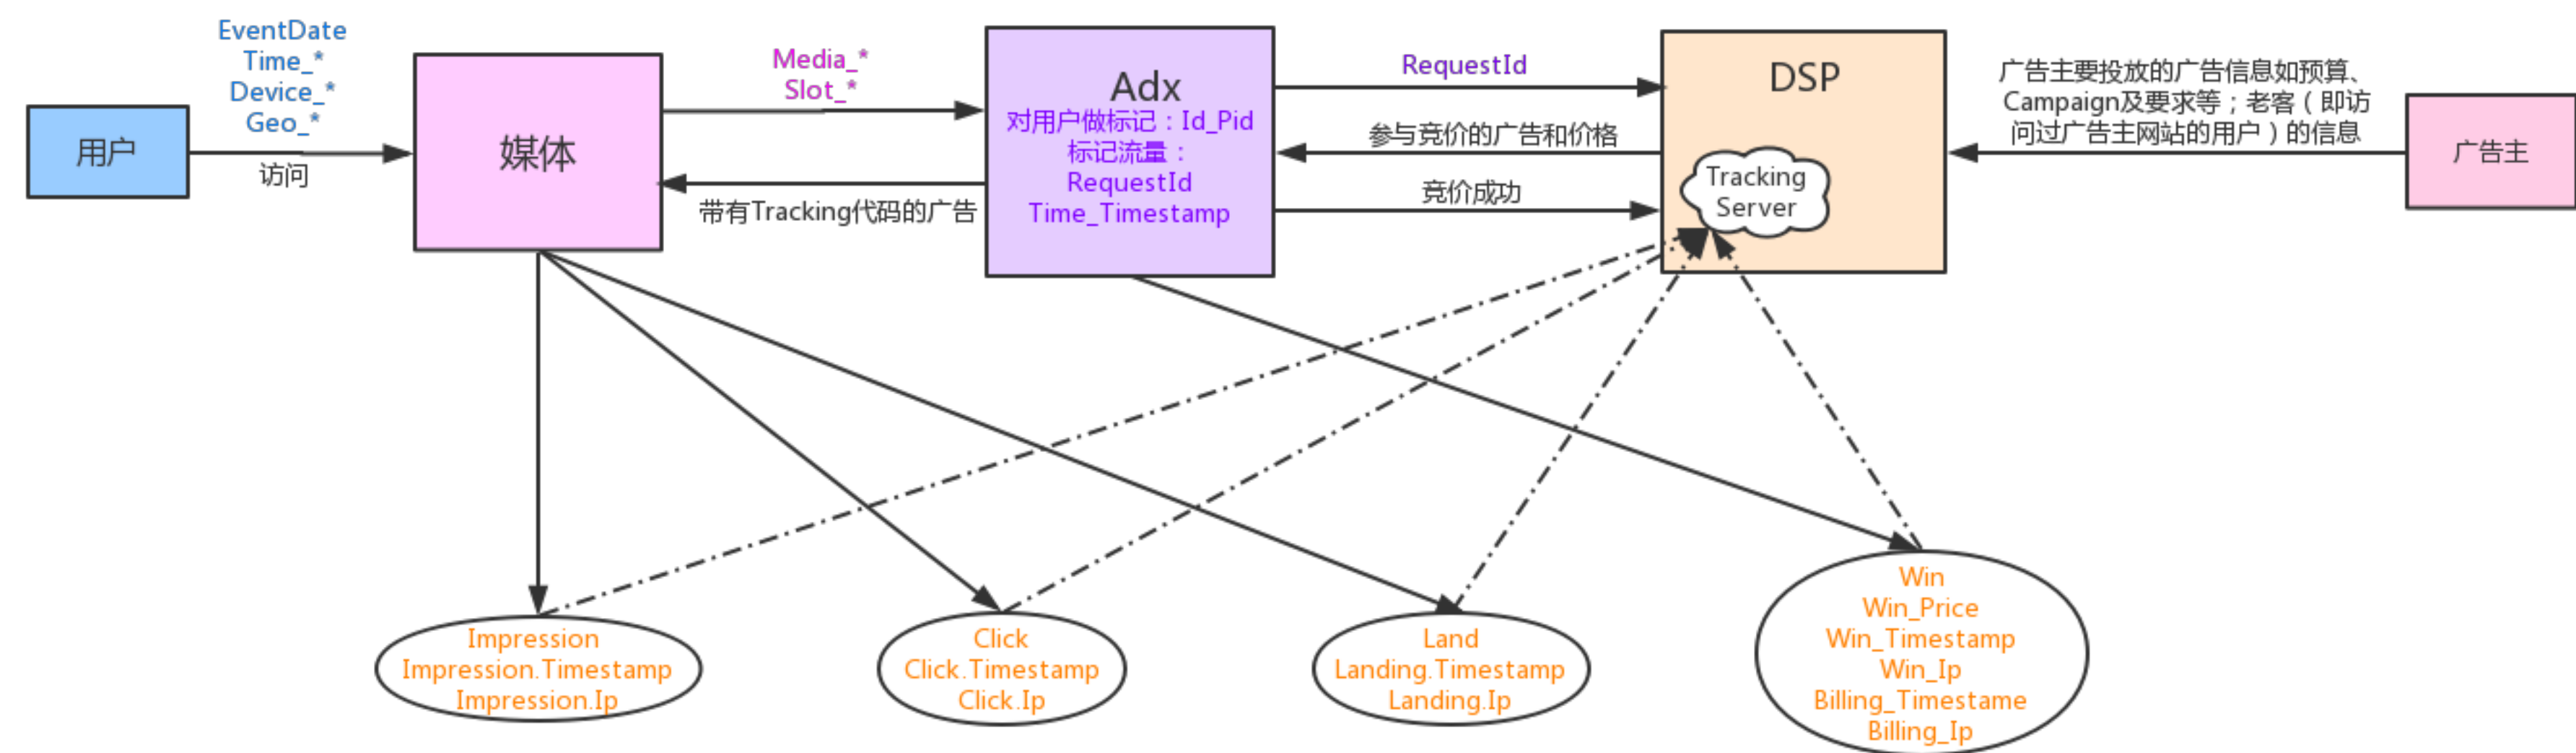 EventDate
Time_*
Device_*
Geo_*
用户
访问
媒体
Media_*
Slot_*
带有Tracking代码的广告
Adx
对用户做标记：Id_Pid
标记流量：
RequestId
Time_Timestamp
RequestId
参与竞价的广告和价格
竞价成功
DSP
Tracking
Server
广告主要投放的广告信息如预算、
Campaign及要求等；老客（即访
问过广告主网站的用户）的信息
广告主
Impression
Impression.Timestamp
Impression.Ip
Click
Click.Timestamp
Click.Ip
Land
Landing.Timestamp
Landing.Ip
Win
Win_Price
Win_Timestamp
Win_Ip
Billing_Timestame
Billing_Ip